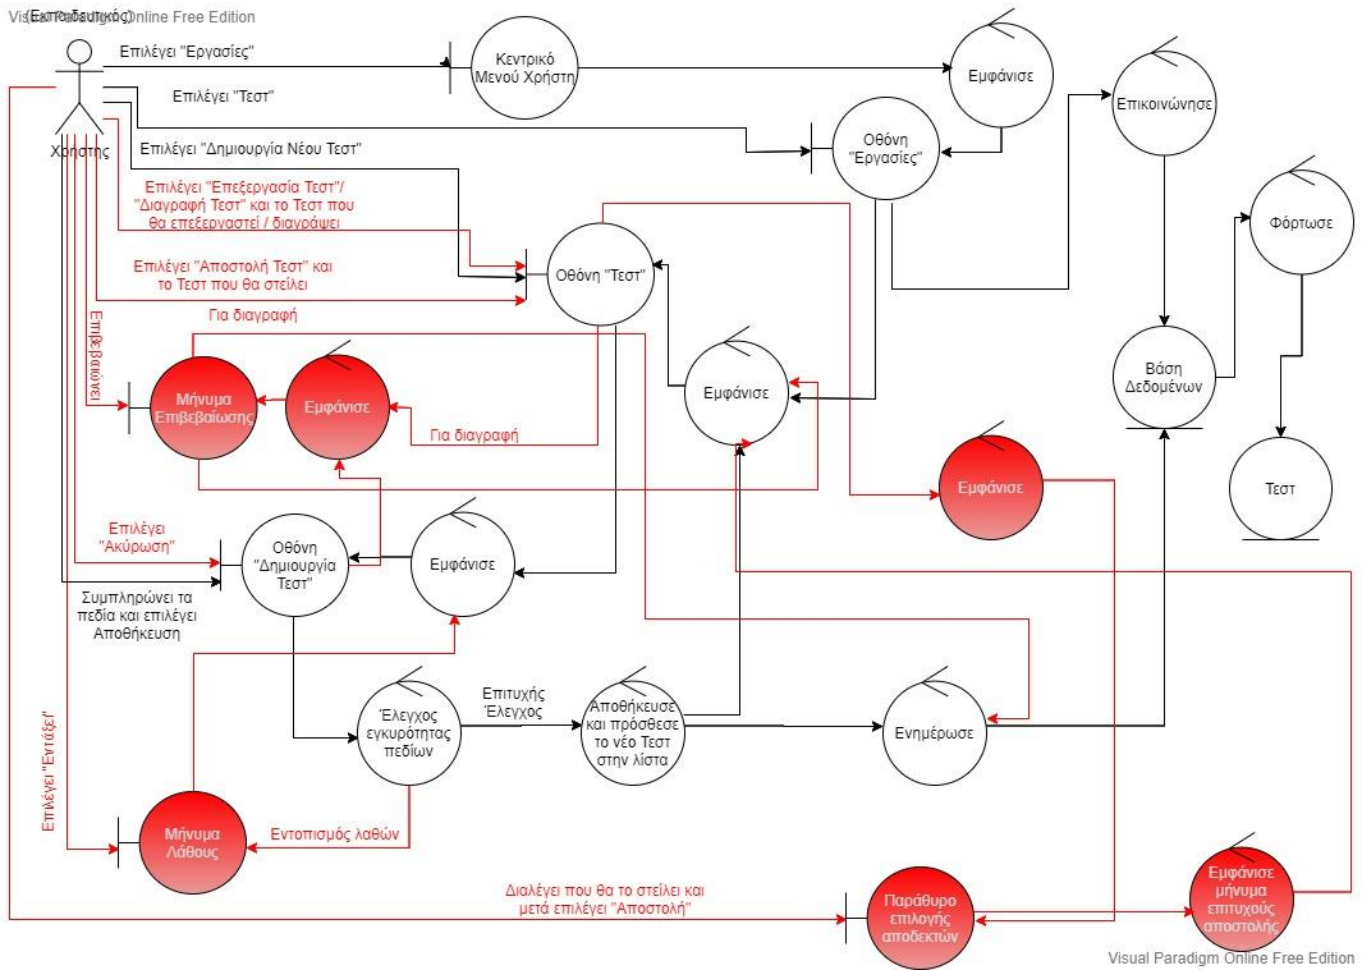 Visual Paradigm Online Free Edition
(Εκπαιδευτικός)
Επιλέγει "Εργασίες"
Κεντρικό
Μενού Χρήστη
Εμφάνισε
Επικοινώνησε
Επιλέγει "Τεστ"
Οθόνη
"Εργασίες"
Χρήστης
Επιλέγει "Δημιουργία Νέου Τεστ"
Επιλέγει "Επεξεργασία Τεστ"/
"Διαγραφή Τεστ" και το Τεστ που
θα επεξεργαστεί / διαγράψει
Φόρτωσε
Επιλέγει "Αποστολή Τεστ" και
το Τεστ που θα στείλει
Οθόνη "Τεστ"
Για διαγραφή
Επιβεβαιώνει
Μήνυμα
Επιβεβαίωσης
Εμφάνισε
Εμφάνισε
Βάση
Δεδομένων
Για διαγραφή
Εμφάνισε
Τεστ
Επιλέγει
"Ακύρωση"
Οθόνη
"Δημιουργία
Τεστ"
Εμφάνισε
Συμπληρώνει τα
πεδία και επιλέγει
Αποθήκευση
Έλεγχος
εγκυρότητας
πεδίων
Επιτυχής
Έλεγχος
Αποθήκευσε
και πρόσθεσε
το νέο Τεστ
στην λίστα
Ενημέρωσε
Επιλέγει "Εντάξει"
Μήνυμα
Λάθους
Εντοπισμός λαθών
Διαλέγει που θα το στείλει και
μετά επιλέγει "Αποστολή"
Παράθυρο
επιλογής
αποδεκτών
Εμφάνισε
μήνυμα
επιτυχούς
αποστολής
Visual Paradigm Online Free Edition